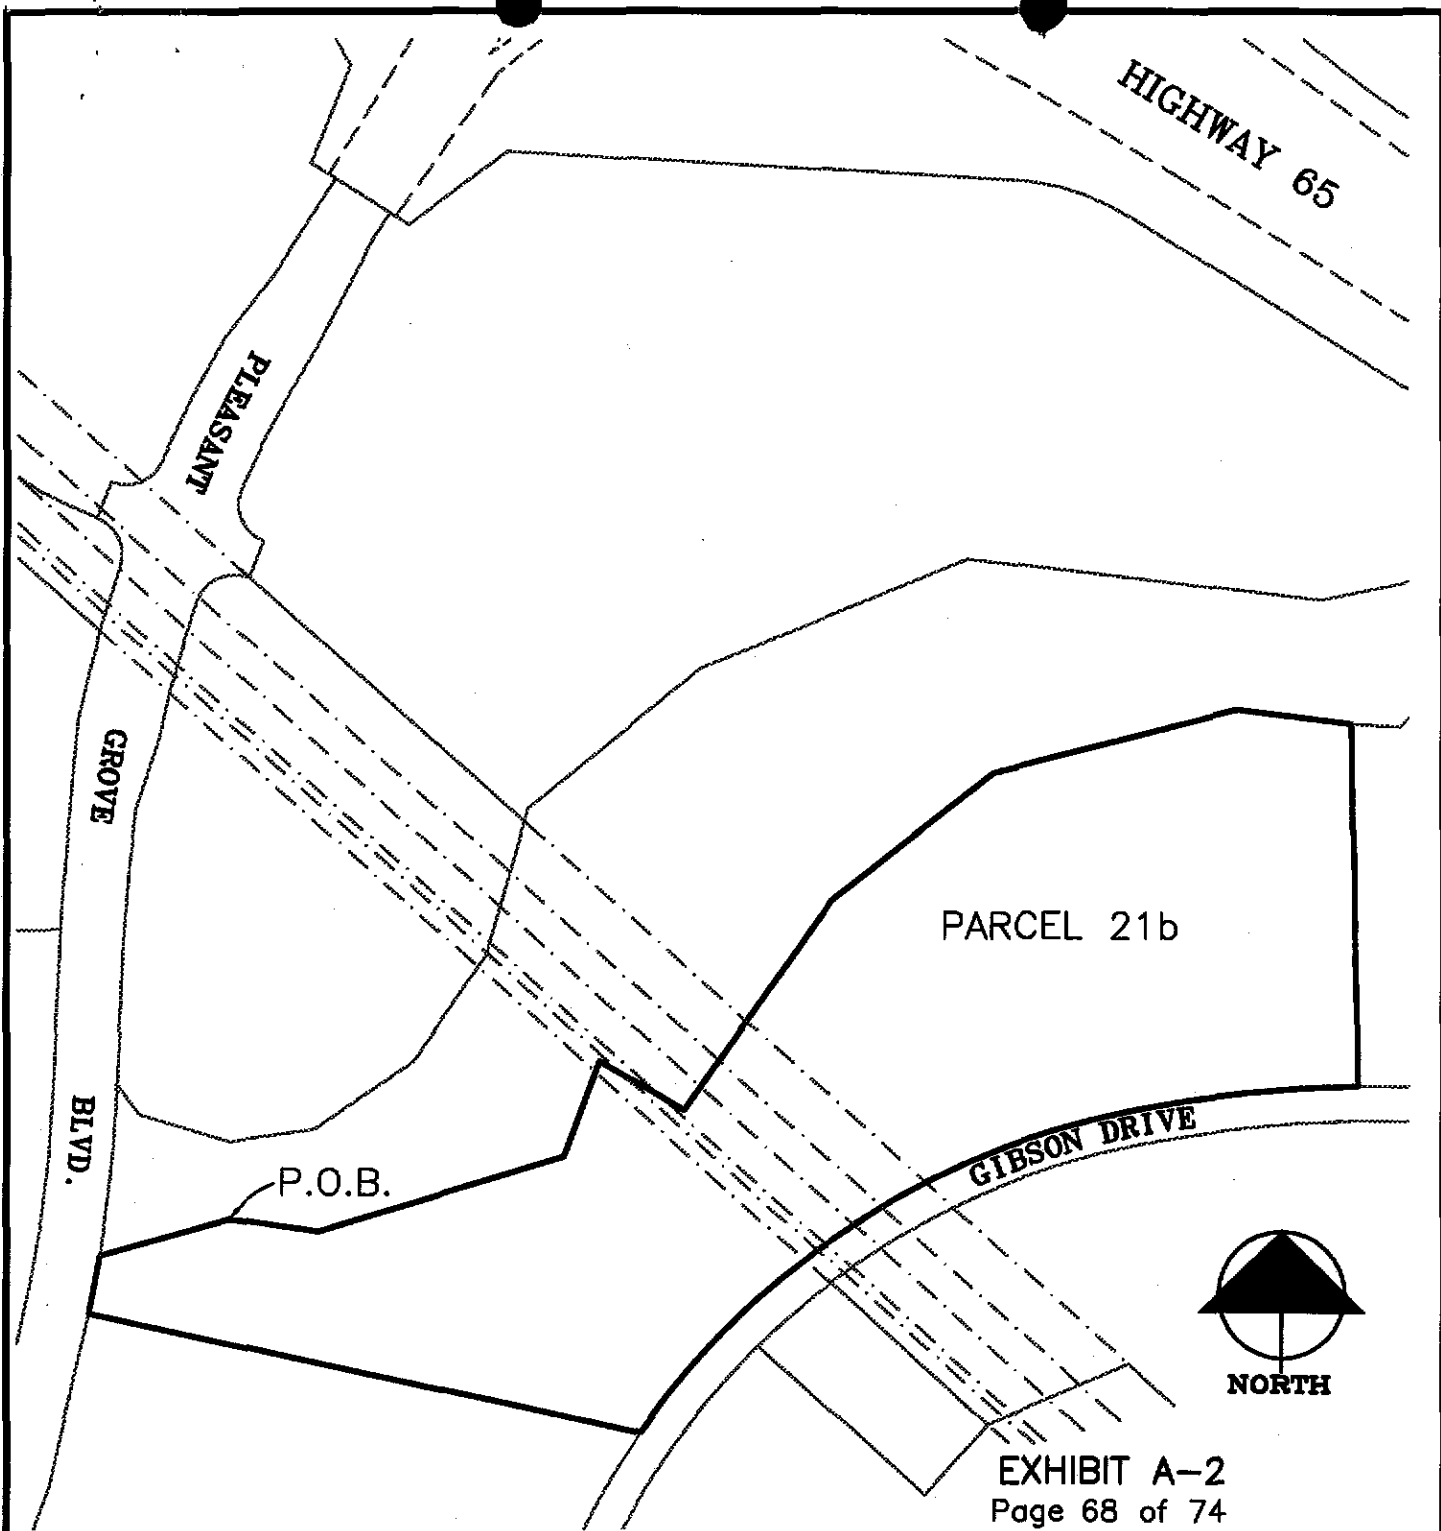 HIGHWAY 65
PLEASANT
GROVE
BLVD.
PARCEL 21b
P.O.B.
GIBSON DRIVE
NORTH
EXHIBIT A-2
Page 68 of 74